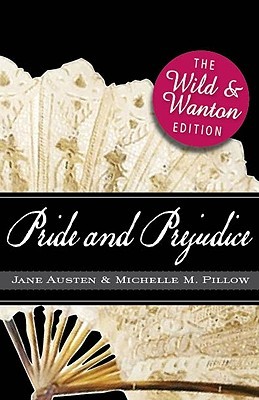 THE
Wild &
Wanton
EDITION
Pride and Prejudice
JANE AUSTEN & MICHELLE M. PILLOW